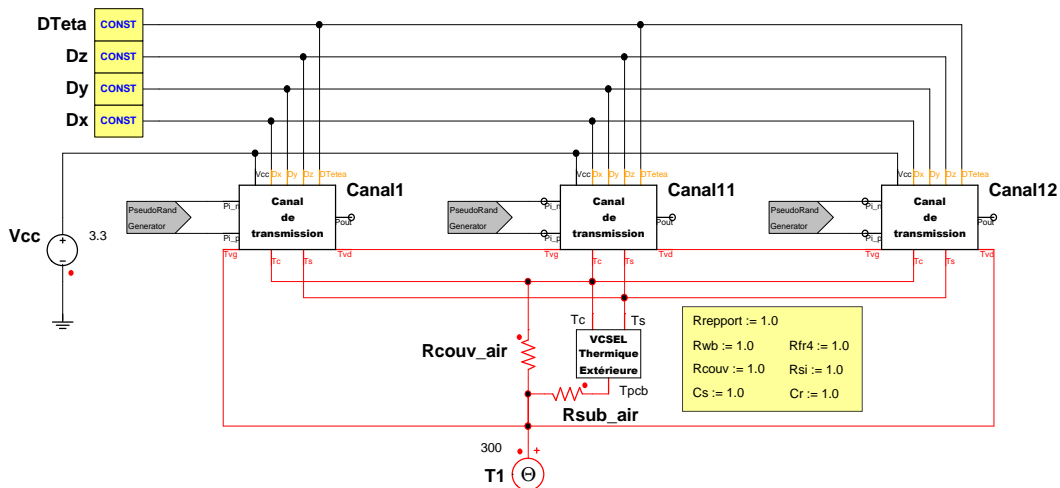 DTeta CONST
Dz CONST
Dy CONST
Dx CONST
Vcc Dx Dy Dz DTetea
Vcc Dx Dy Dz DTetea
Vcc Dx Dy Dz DTetea
Canal1
Canal11
Canal12
PseudoRand
Generator
Pi_n
Pi_p
Canal
de
transmission
Pout
PseudoRand
Generator
Pi_n
Pi_p
Canal
de
transmission
Pout
PseudoRand
Generator
Pi_n
Pi_p
Canal
de
transmission
Pout
Vcc
3.3
+
−
Tvg Tc Ts Tvd
Tvg Tc Ts Tvd
Tvg Tc Ts Tvd
Tc Ts
VCSEL
Thermique
Extérieure
Tpcb
Rcouv_air
Rsub_air
Rrepport := 1.0
Rwb := 1.0 Rfr4 := 1.0
Rcouv := 1.0 Rsi := 1.0
Cs := 1.0 Cr := 1.0
300
+
T1
Θ